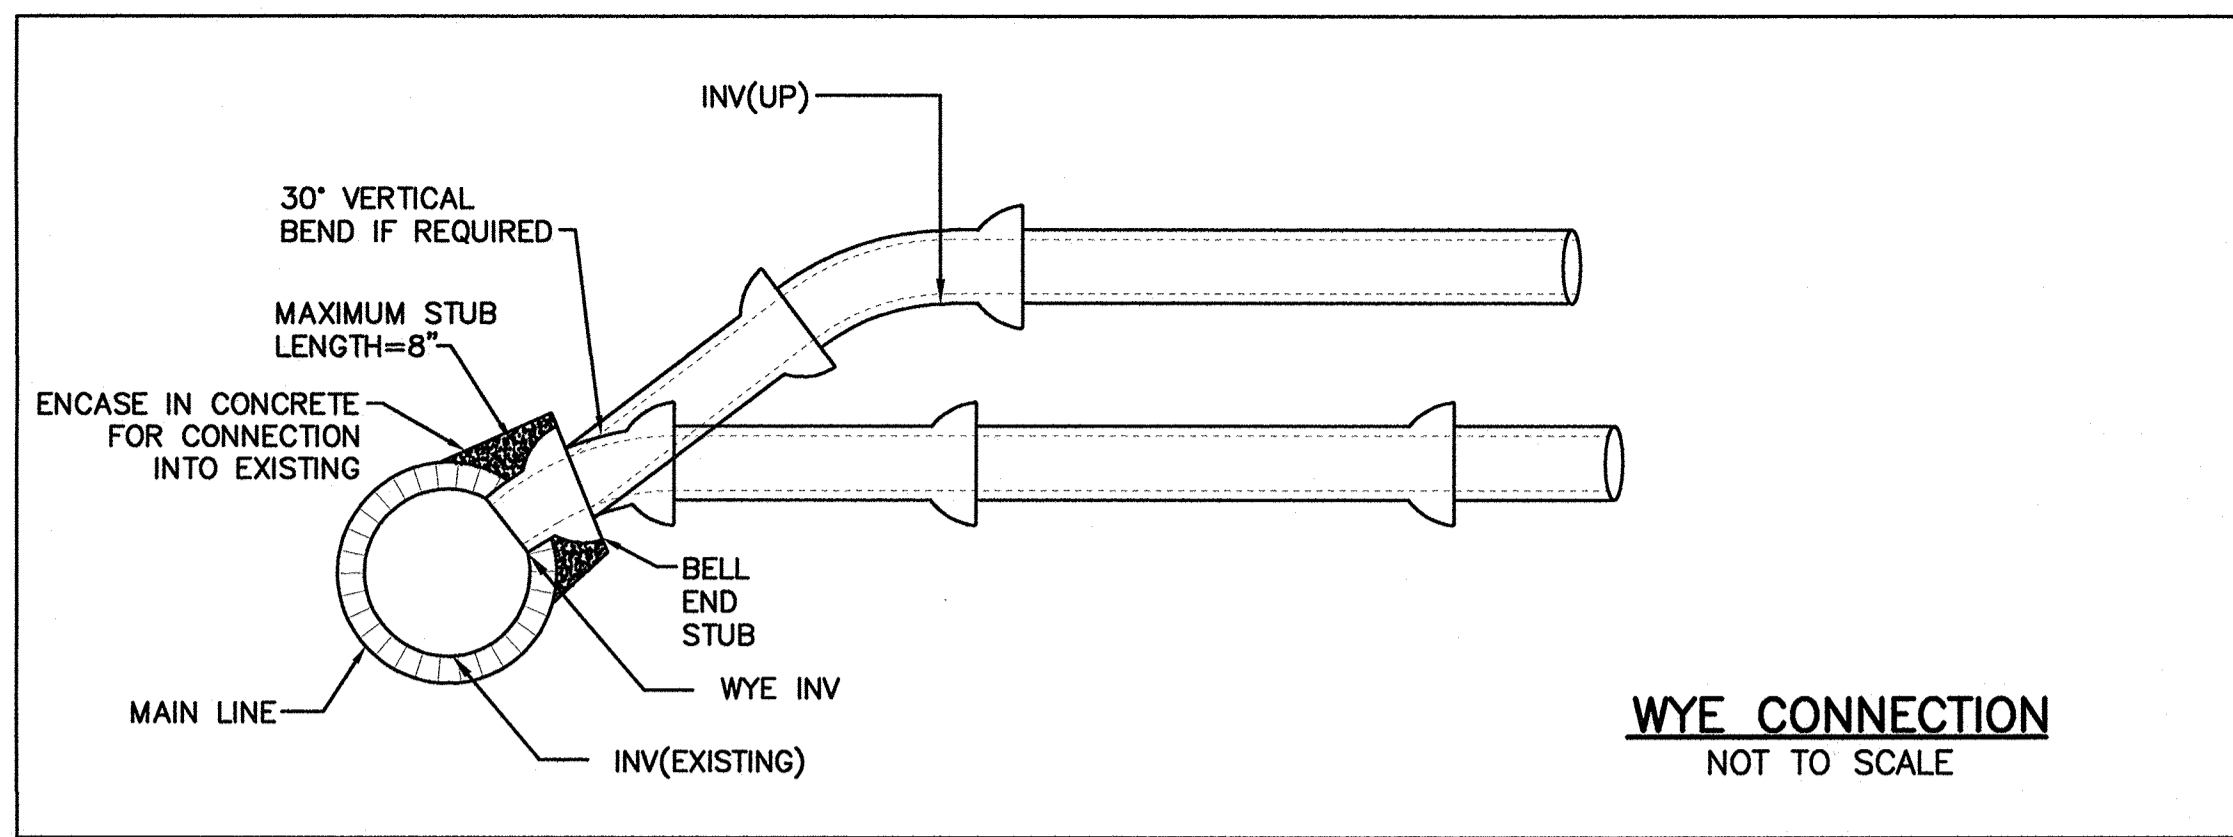 INV(UP)
30° VERTICAL
BEND IF REQUIRED
MAXIMUM STUB
LENGTH=8"
ENCASE IN CONCRETE
FOR CONNECTION
INTO EXISTING
BELL
END
STUB
WYE INV
MAIN LINE
INV(EXISTING)
WYE CONNECTION
NOT TO SCALE